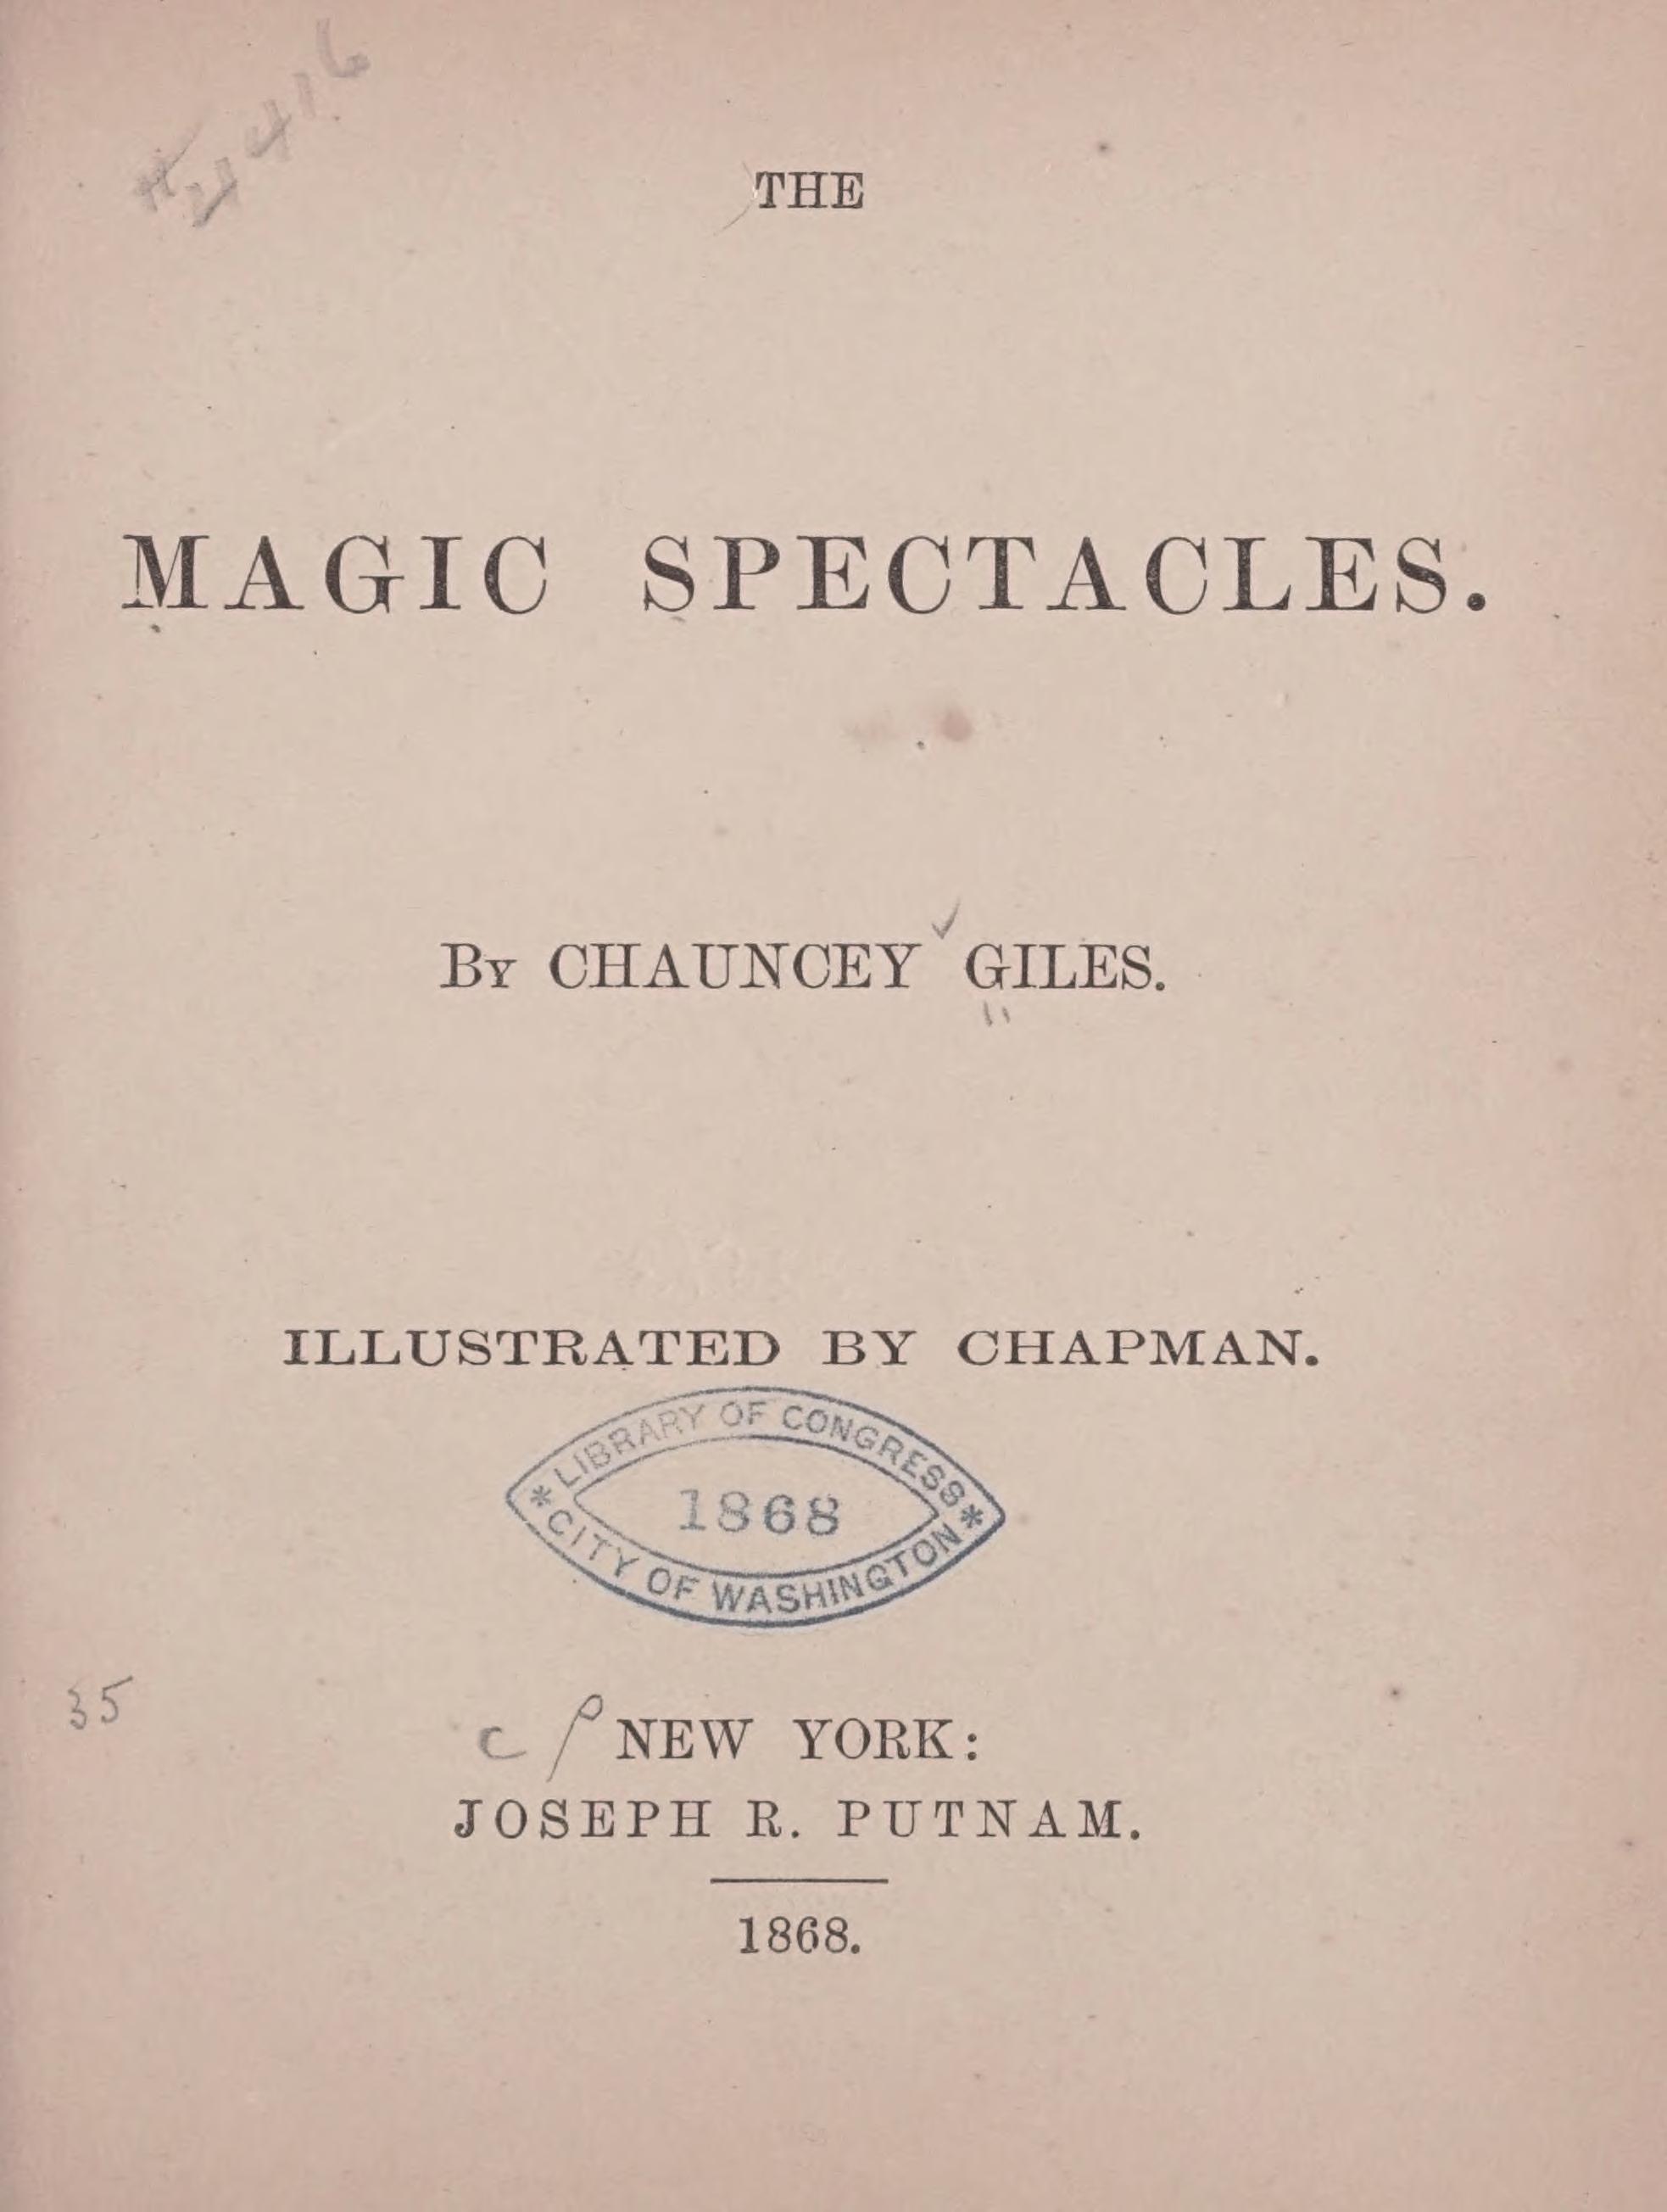 THE
MAGIC SPECTACLES.
By CHAUNCEY GILES.
ILLUSTRATED BY CHAPMAN.
* LIBRARY OF CONGRESS *
1868
CITY OF WASHINGTON
35
NEW YORK:
JOSEPH R. PUTNAM.
1868.